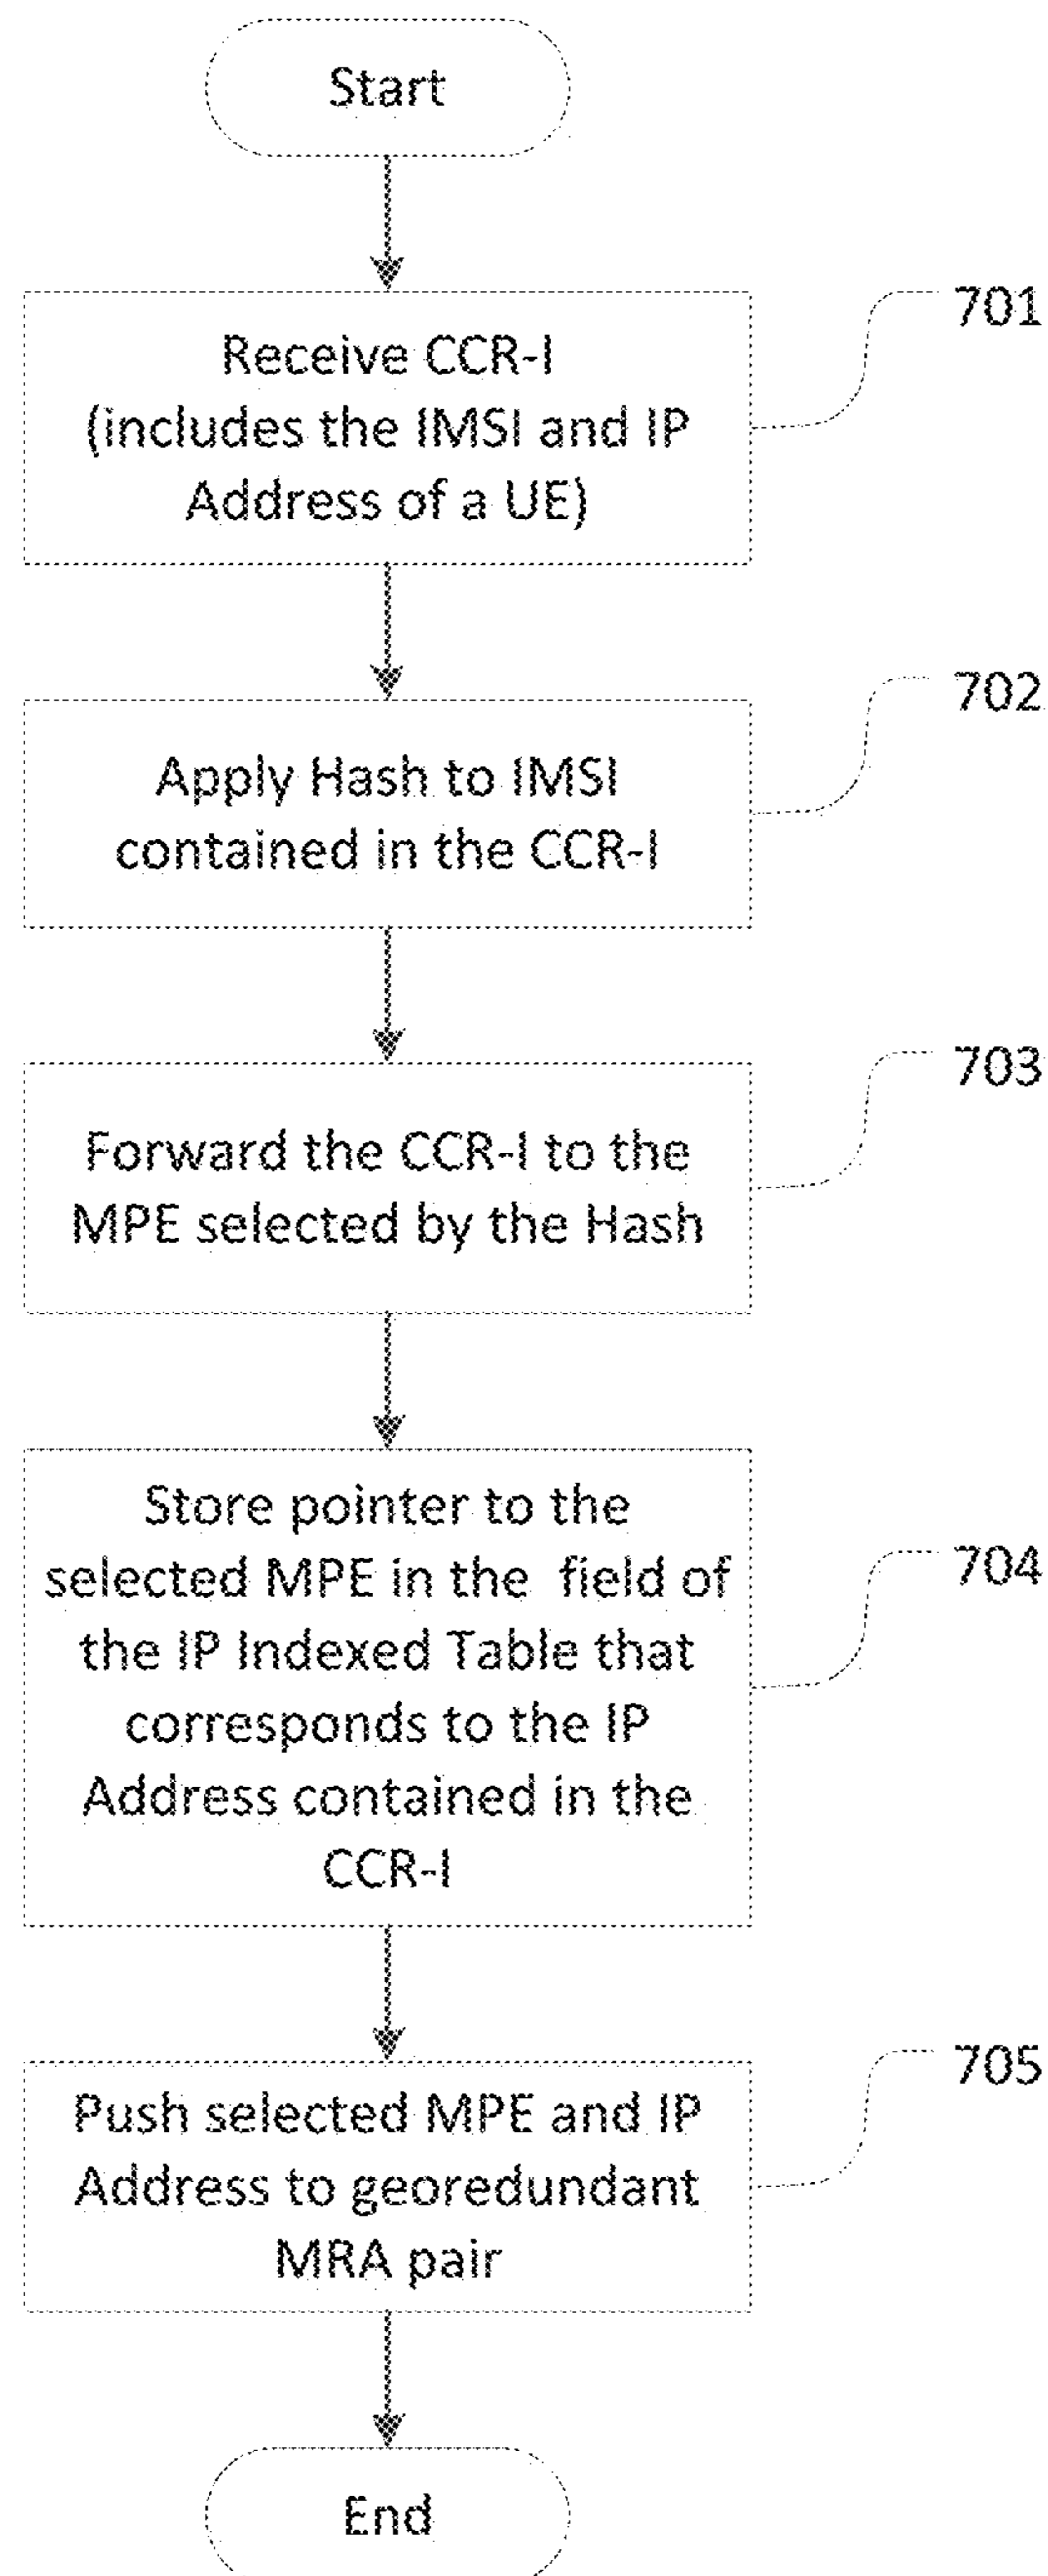 Start
701
Receive CCR-I
(includes the IMSI and IP
Address of a UE)
702
Apply Hash to IMSI
contained in the CCR-I
703
Forward the CCR-I to the
MPE selected by the Hash
704
Store pointer to the
selected MPE in the field of
the IP Indexed Table that
corresponds to the IP
Address contained in the
CCR-I
705
Push selected MPE and IP
Address to georedundant
MRA pair
End